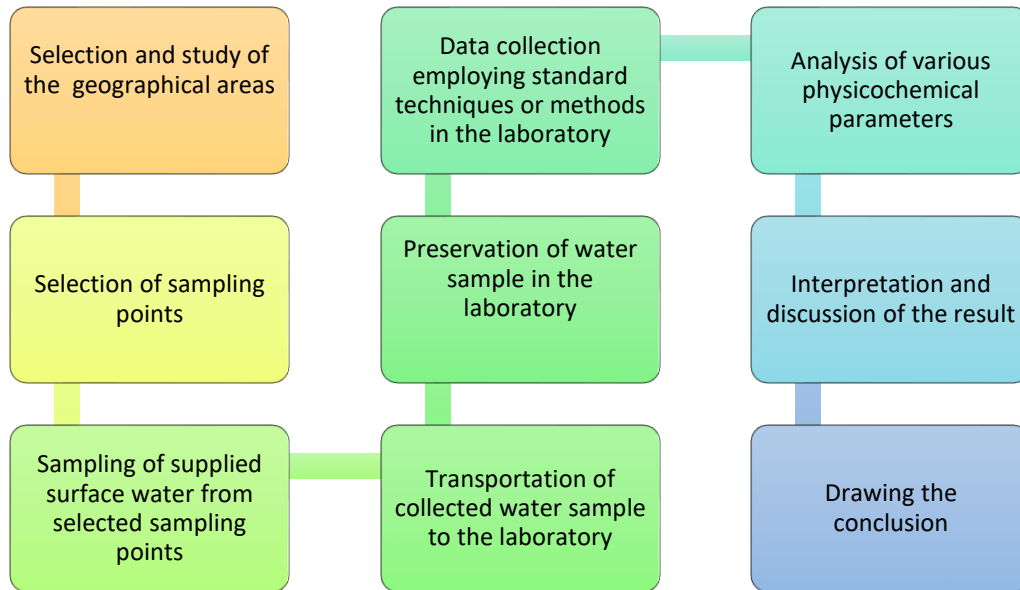 Selection and study of
the geographical areas
Selection of sampling
points
Sampling of supplied
surface water from
selected sampling
points
Transportation of
collected water sample
to the laboratory
Preservation of water
sample in the
laboratory
Data collection
employing standard
techniques or methods
in the laboratory
Analysis of various
physicochemical
parameters
Interpretation and
discussion of the result
Drawing the
conclusion